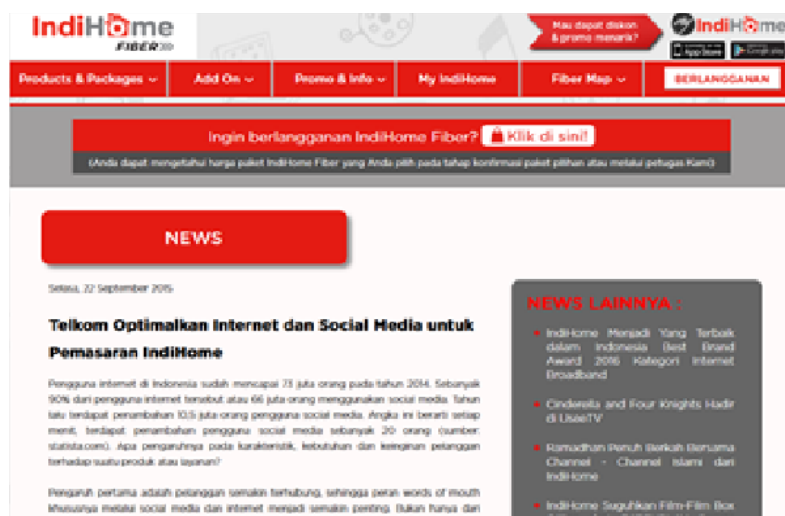 IndiHome
FIBER
Mau dapat diskon
& promo menarik?
IndiHome
App Store Google play
Products & Packages
Add On
Promo & Info
My IndiHome
Fiber Map
BERLANGGANAN
Ingin berlangganan IndiHome Fiber? Klik di sini!
(Anda dapat mengetahui harga paket IndiHome Fiber yang Anda pilih pada tahap konfirmasi paket pilihan atau melalui petugas Kami)
NEWS
Selasa, 22 September 2015
Telkom Optimalkan Internet dan Social Media untuk
Pemasaran IndiHome
Pengguna internet di Indonesia sudah mencapai 73 juta orang pada tahun 2014. Sebanyak
90% dari pengguna internet tersebut atau 66 juta orang menggunakan social media. Tahun
lalu terdapat penambahan 10,5 juta orang pengguna social media. Angka ini berarti setiap
menit, terdapat penambahan pengguna social media sebanyak 20 orang (sumber:
statista.com). Apa pengaruhnya pada karakteristik, kebutuhan dan keinginan pelanggan
terhadap suatu produk atau layanan?
Pengaruh pertama adalah pelanggan semakin terhubung, sehingga peran words of mouth
khususnya melalui social media dan internet menjadi semakin penting. Bukan hanya dari
NEWS LAINNYA :
IndiHome Menjadi Yang Terbaik
dalam Indonesia Best Brand
Award 2016 Kategori Internet
Broadband
Cinderella and Four Knights Hadir
di UseeTV
Ramadhan Penuh Berkah Bersama
Channel - Channel Islami dari
IndiHome
IndiHome Suguhkan Film-Film Box